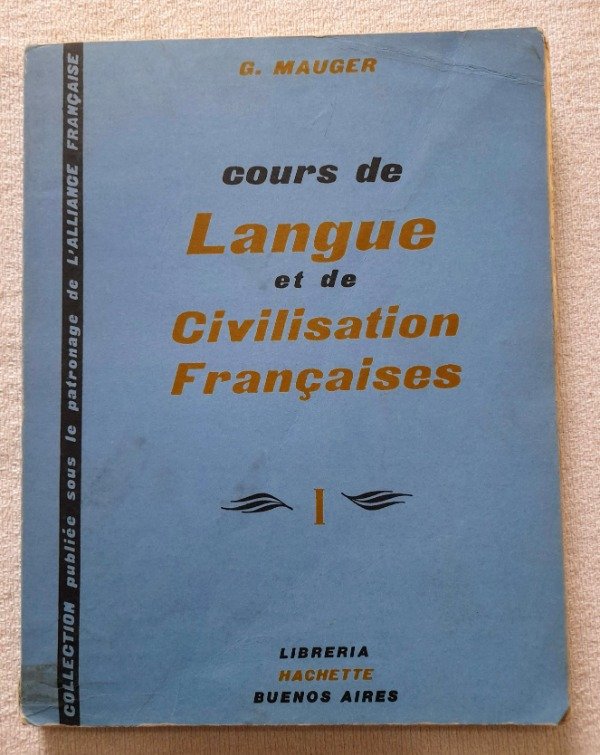 G. MAUGER
cours de
Langue
et de
Civilisation
Françaises
I
LIBRERIA
HACHETTE
BUENOS AIRES
COLLECTION publiée sous le patronage de L'ALLIANCE FRANÇAISE